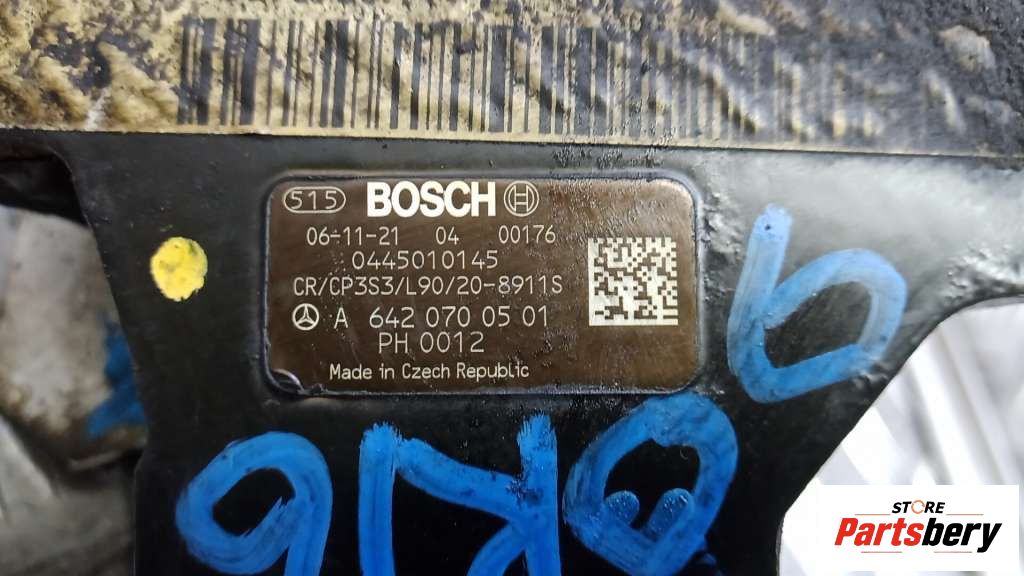 515 BOSCH
06-11-21 04 00176
0445010145
CR/CP3S3/L90/20-8911S
A 642 070 05 01
PH 0012
Made in Czech Republic
STORE
Partsbery